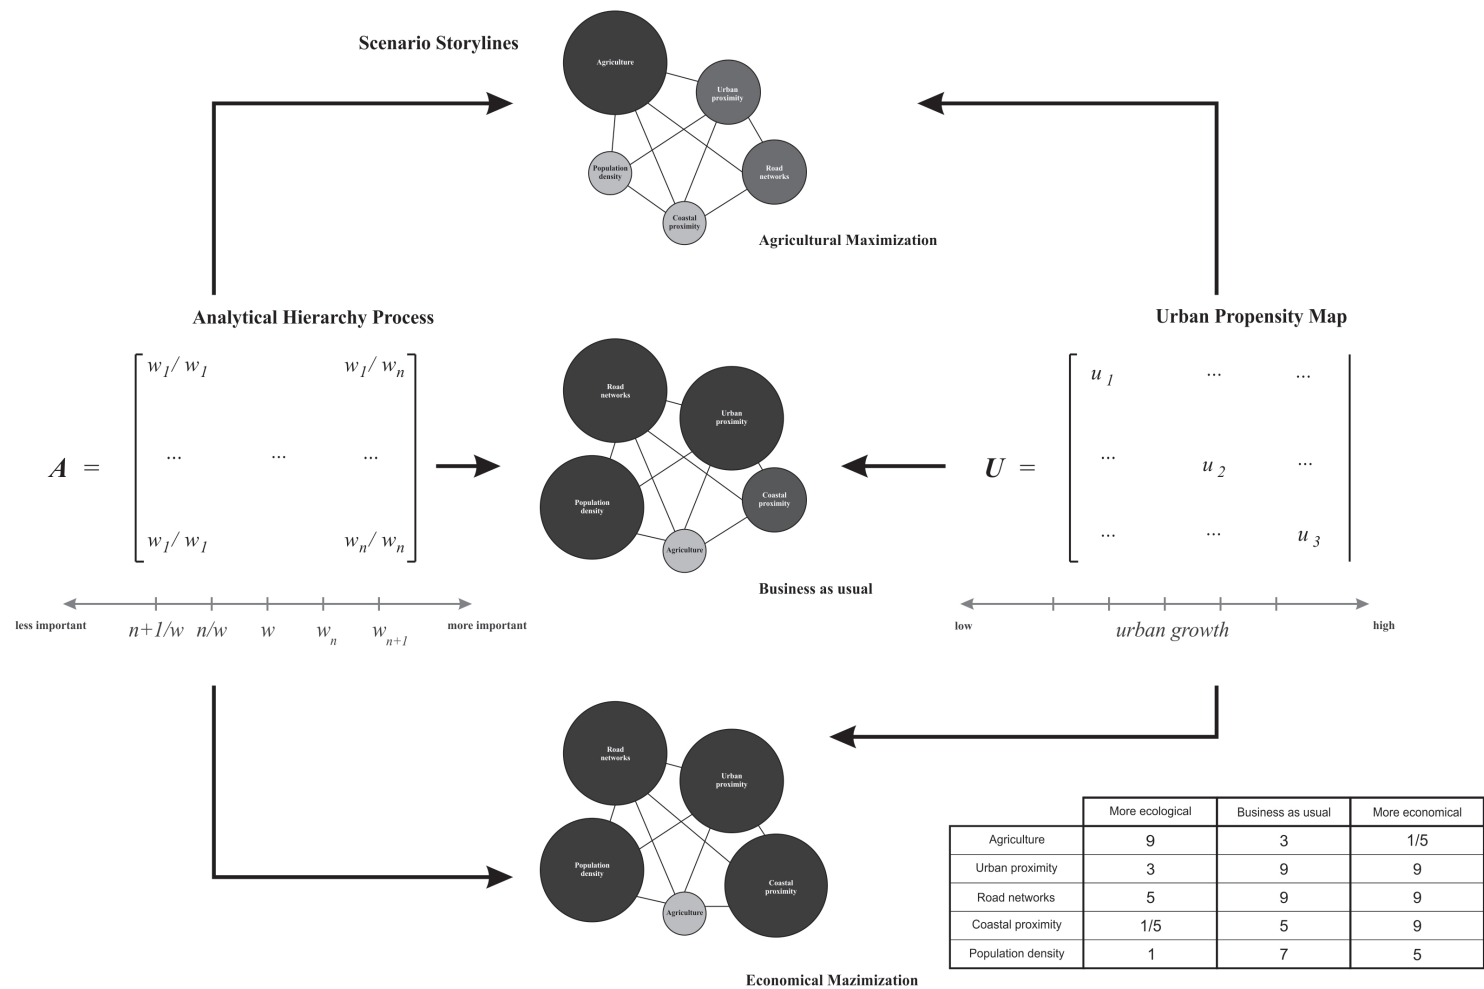 Scenario Storylines
Agriculture
Urban
proximity
Population
density
Road
networks
Coastal
proximity
Agricultural Maximization
Analytical Hierarchy Process
A =
w1/ w1 w1/ wn
... ... ...
w1/ w1 wn/ wn
less important
n+1/w n/w w wn wn+1
more important
Road
networks
Urban
proximity
Population
density
Coastal
proximity
Agriculture
Business as usual
Urban Propensity Map
U =
u1 ... ...
... u2 ...
... ... u3
low
urban growth
high
Road
networks
Urban
proximity
Population
density
Coastal
proximity
Agriculture
Economical Mazimization
More ecological Business as usual More economical
Agriculture 9 3 1/5
Urban proximity 3 9 9
Road networks 5 9 9
Coastal proximity 1/5 5 9
Population density 1 7 5